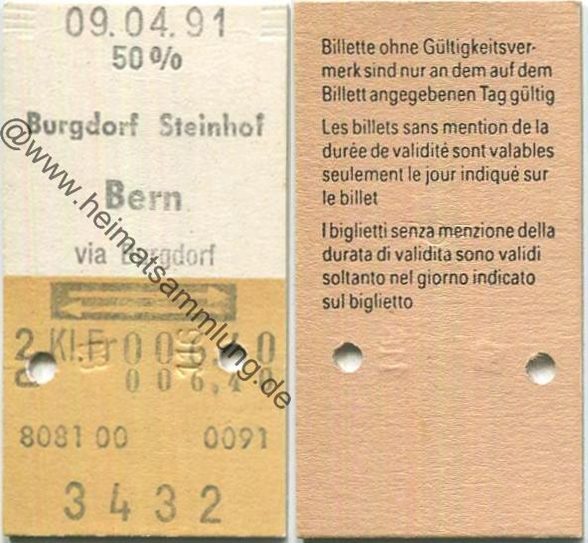 09.04.91
50%
Burgdorf Steinhof
Bern
via Burgdorf
2 Kl.Fr 006,40
006,40
8081 00 0091
3432
@www.heimatsammlung.de
Billette ohne Gültigkeitsver-
merk sind nur an dem auf dem
Billett angegebenen Tag gültig
Les billets sans mention de la
durée de validité sont valables
seulement le jour indiqué sur
le billet
I biglietti senza menzione della
durata di validita sono validi
soltanto nel giorno indicato
sul biglietto